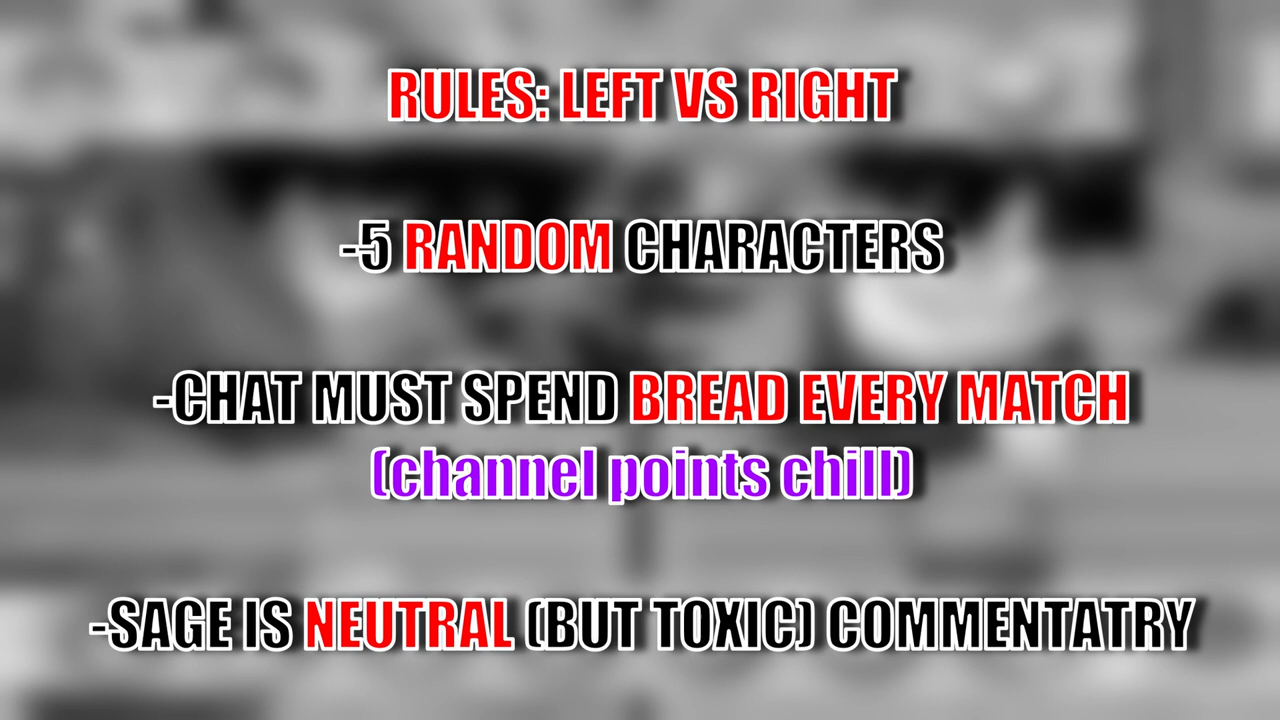 RULES: LEFT VS RIGHT
-5 RANDOM CHARACTERS
-CHAT MUST SPEND BREAD EVERY MATCH
(channel points chill)
-SAGE IS NEUTRAL (BUT TOXIC) COMMENTATRY